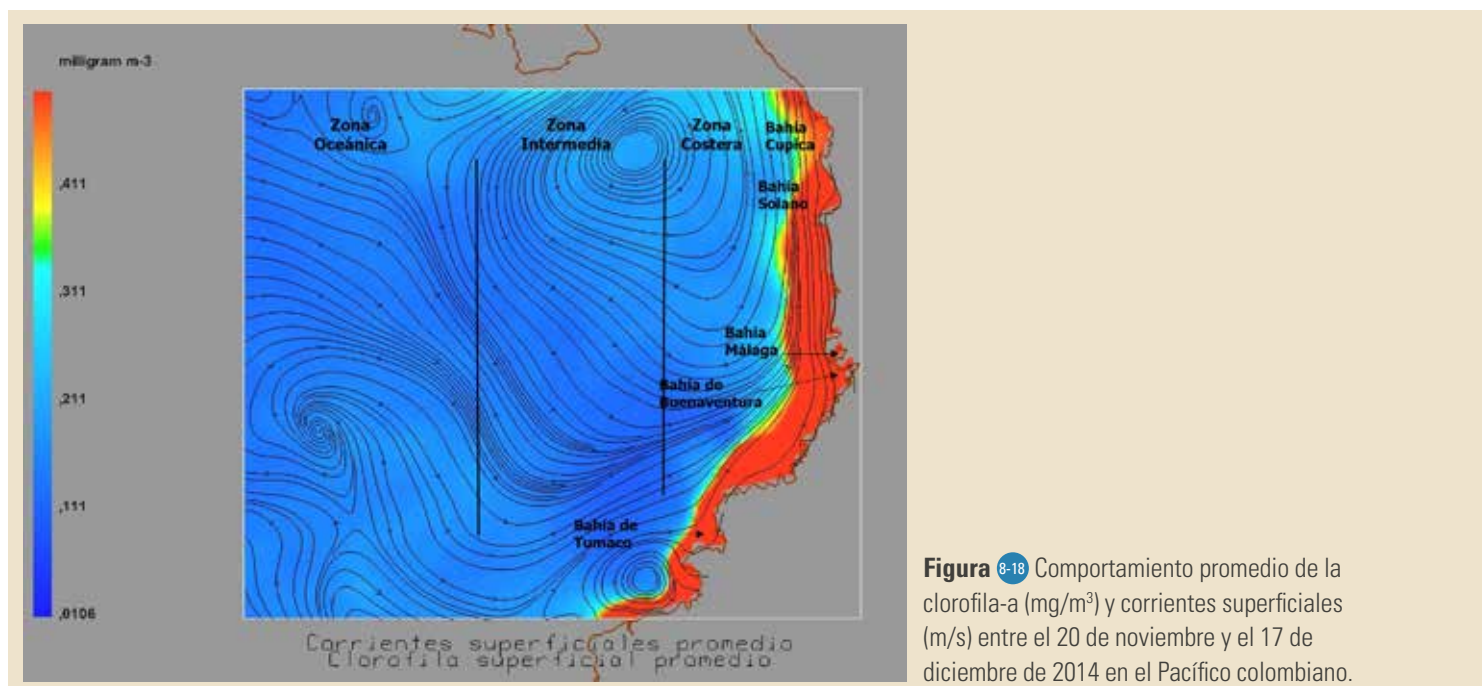 milligram m-3
,411
,311
,211
,111
,0106
Zona
Oceánica
Zona
Intermedia
Zona
Costera
Bahía
Cupica
Bahía
Solano
Bahía
Málaga
Bahía de
Buenaventura
Bahía de
Tumaco
Corrientes superficiales promedio
Clorofila superficial promedio
Figura 8-18 Comportamiento promedio de la
clorofila-a (mg/m³) y corrientes superficiales
(m/s) entre el 20 de noviembre y el 17 de
diciembre de 2014 en el Pacífico colombiano.